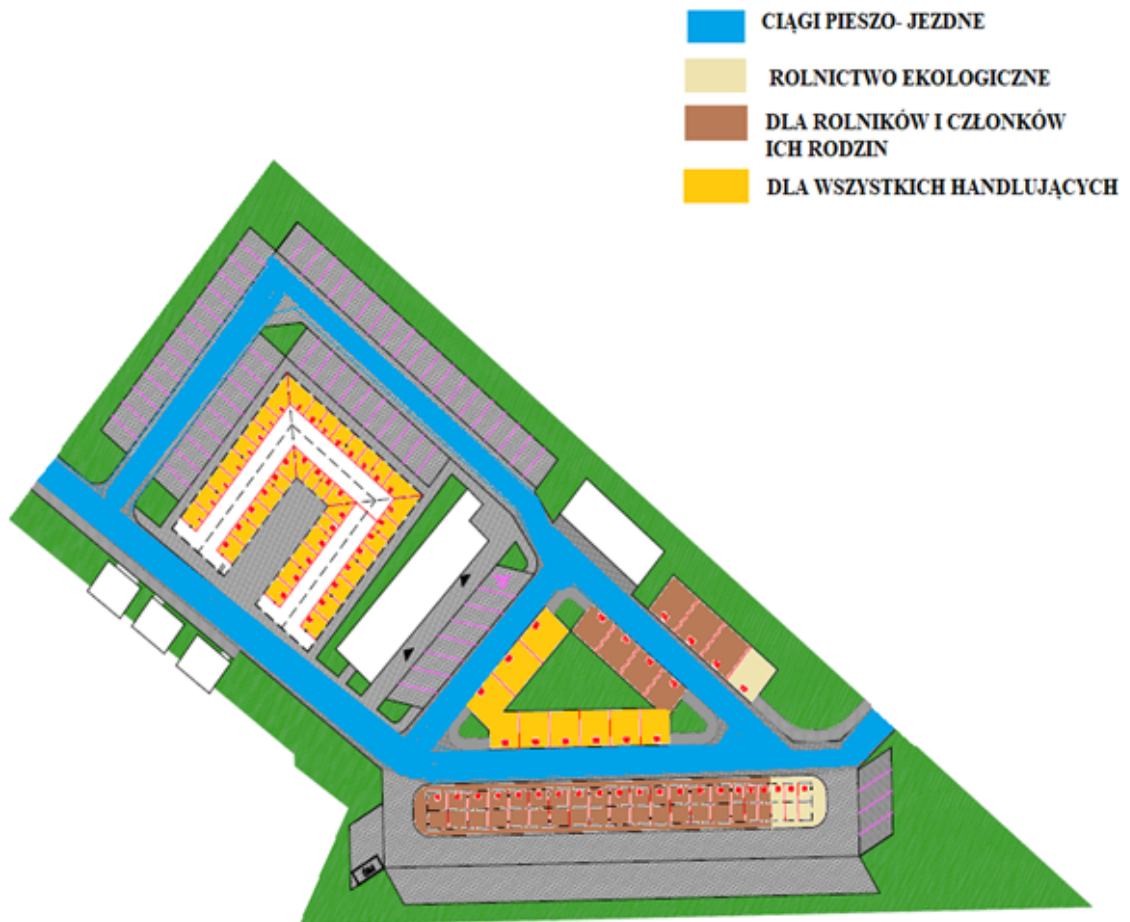 CIĄGI PIESZO- JEZDNE
ROLNICTWO EKOLOGICZNE
DLA ROLNIKÓW I CZŁONKÓW
ICH RODZIN
DLA WSZYSTKICH HANDLUJĄCYCH